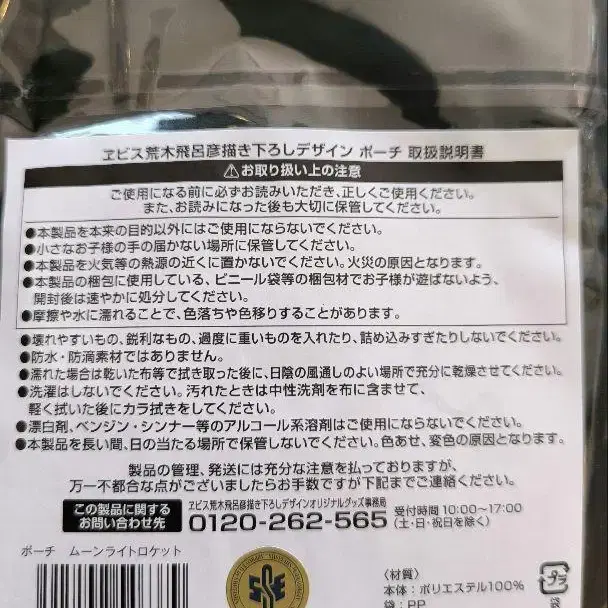 ヱビス荒木飛呂彦描き下ろしデザイン ポーチ 取扱説明書
⚠お取り扱い上の注意
ご使用になる前に必ずお読みいただき、正しくご使用ください。
また、お読みになった後も大切に保管してください。
●本製品を本来の目的以外にはご使用にならないでください。
●小さなお子様の手の届かない場所に保管してください。
●本製品を火気等の熱源の近くに置かないでください。火災の原因となります。
●本製品の梱包に使用している、ビニール袋等の梱包材でお子様が遊ばないよう、
開封後は速やかに処分してください。
●摩擦や水に濡れることで、色落ちや色移りすることがあります。
●壊れやすいもの、鋭利なもの、過度に重いものを入れたり、詰め込みすぎたりしないでください。
●防水・防滴素材ではありません。
●濡れた場合は乾いた布等で拭き取った後に、日陰の風通しのよい場所で充分に乾燥させてください。
●洗濯はしないでください。汚れたときは中性洗剤を布に含ませて、
軽く拭いた後にカラ拭きをしてください。
●漂白剤、ベンジン・シンナー等のアルコール系溶剤はご使用にならないでください。
●本製品を長い間、日の当たる場所で保管しないでください。色あせ、変色の原因となります。
製品の管理、発送には充分な注意を払っておりますが、
万一不都合な点がございましたらお手数ですが下記までご連絡ください。
この製品に関する
お問い合わせ先
ヱビス荒木飛呂彦描き下ろしデザインオリジナルグッズ事務局
0120-262-565
受付時間 10:00~17:00
(土・日・祝日を除く)
ポーチ ムーンライトロケット
〈材質〉
本体:ポリエステル100%
袋:PP
プラ